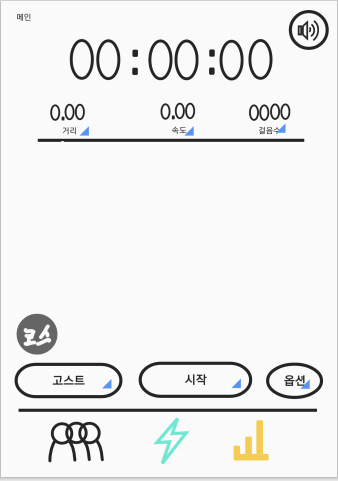 메인
00:00:00
0.00 0.00 0000
거리 속도 걸음수
코스
고스트 시작 옵션